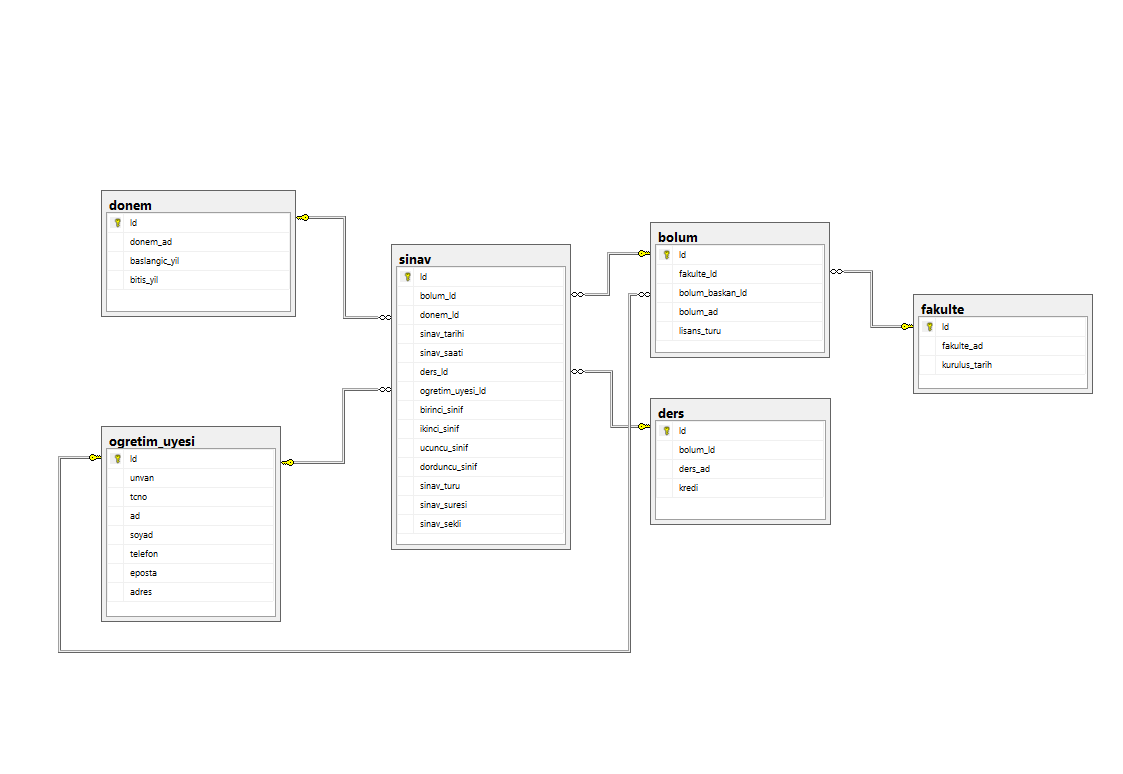 donem
Id
donem_ad
baslangic_yil
bitis_yil
ogretim_uyesi
Id
unvan
tcno
ad
soyad
telefon
eposta
adres
sinav
Id
bolum_Id
donem_Id
sinav_tarihi
sinav_saati
ders_Id
ogretim_uyesi_Id
birinci_sinif
ikinci_sinif
ucuncu_sinif
dorduncu_sinif
sinav_turu
sinav_suresi
sinav_sekli
bolum
Id
fakulte_Id
bolum_baskan_Id
bolum_ad
lisans_turu
ders
Id
bolum_Id
ders_ad
kredi
fakulte
Id
fakulte_ad
kurulus_tarih